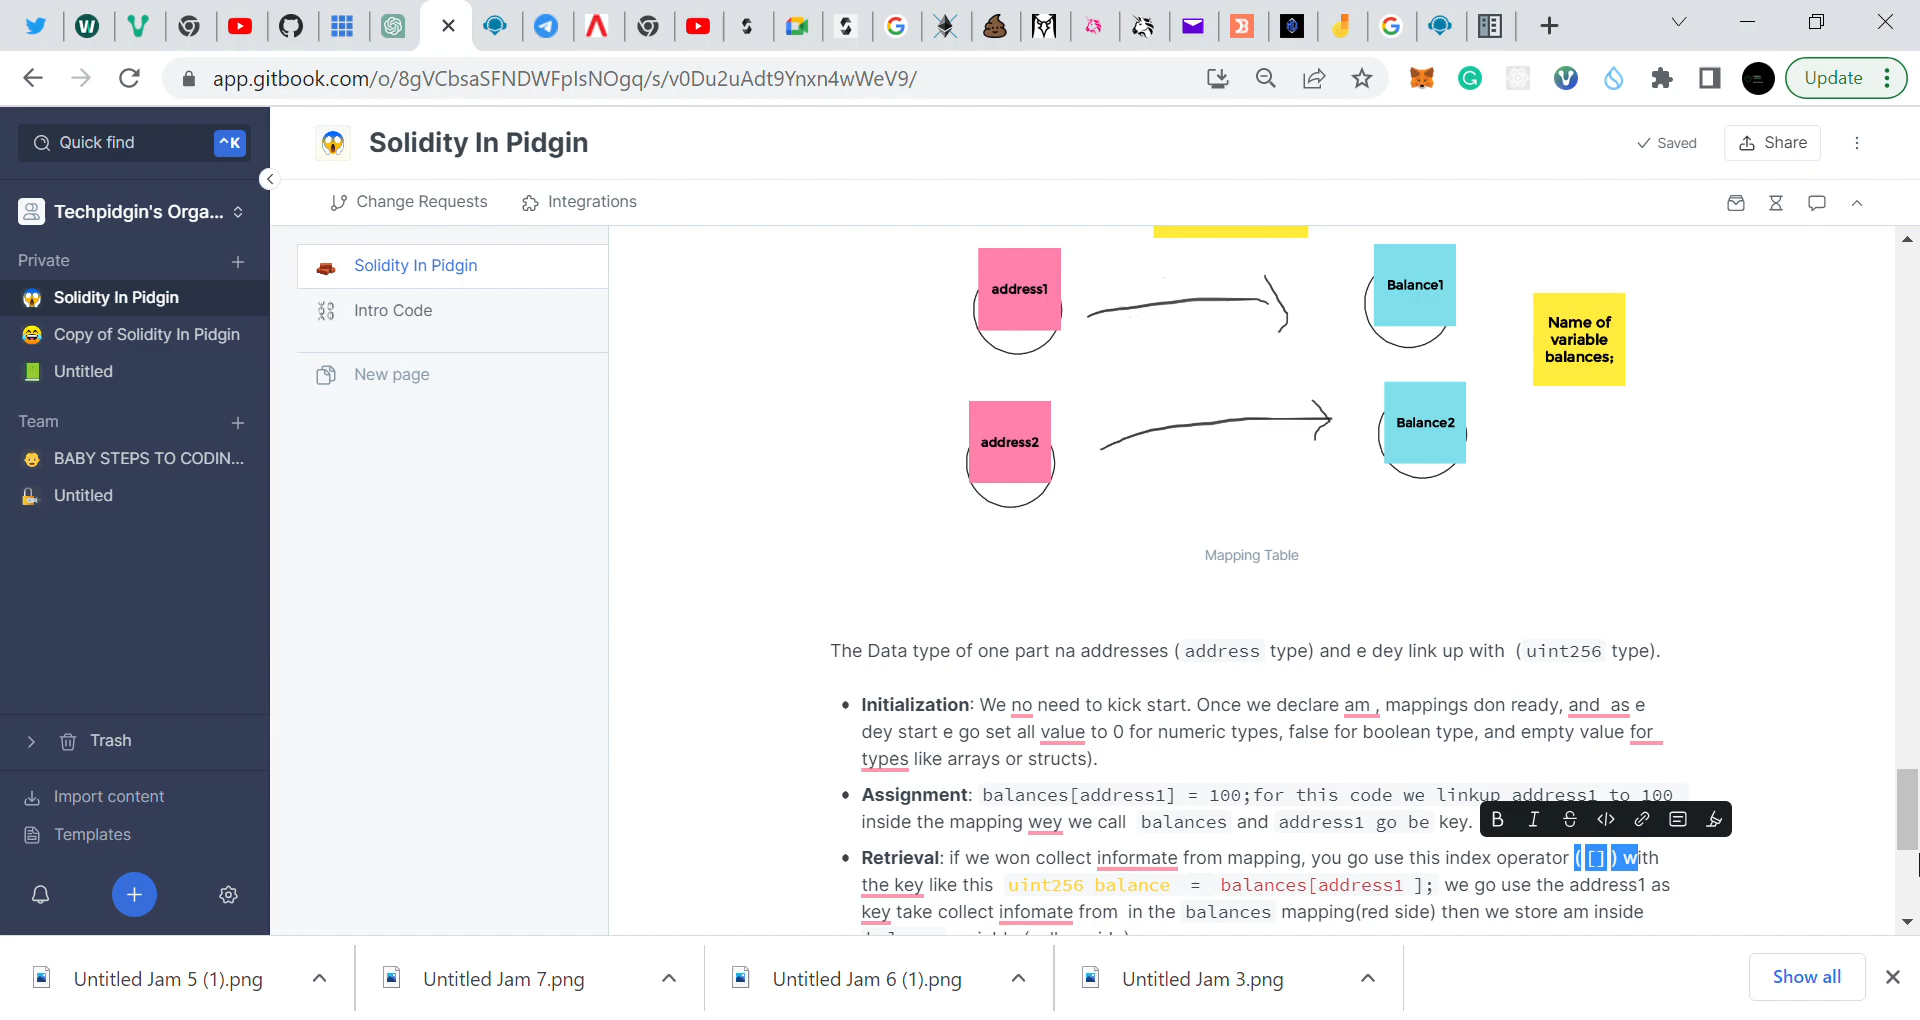 app.gitbook.com/o/8gVCbsaSFNDWFplsNOgq/s/v0Du2uAdt9Ynxn4wWeV9/
Update
Quick find
^K
Solidity In Pidgin
Saved
Share
Techpidgin's Orga...
Change Requests
Integrations
Private
Solidity In Pidgin
Copy of Solidity In Pidgin
Untitled
Team
BABY STEPS TO CODIN...
Untitled
Trash
Import content
Templates
Solidity In Pidgin
Intro Code
New page
address1
Balance1
Name of
variable
balances;
address2
Balance2
Mapping Table
The Data type of one part na addresses ( address type) and e dey link up with ( uint256 type).
Initialization: We no need to kick start. Once we declare am , mappings don ready, and as e
dey start e go set all value to 0 for numeric types, false for boolean type, and empty value for
types like arrays or structs).
Assignment: balances[address1] = 100;for this code we linkup address1 to 100
inside the mapping wey we call balances and address1 go be key.
B I S
Retrieval: if we won collect informate from mapping, you go use this index operator ( [] ) with
the key like this uint256 balance = balances[address1 ]; we go use the address1 as
key take collect infomate from in the balances mapping(red side) then we store am inside
Untitled Jam 5 (1).png
Untitled Jam 7.png
Untitled Jam 6 (1).png
Untitled Jam 3.png
Show all